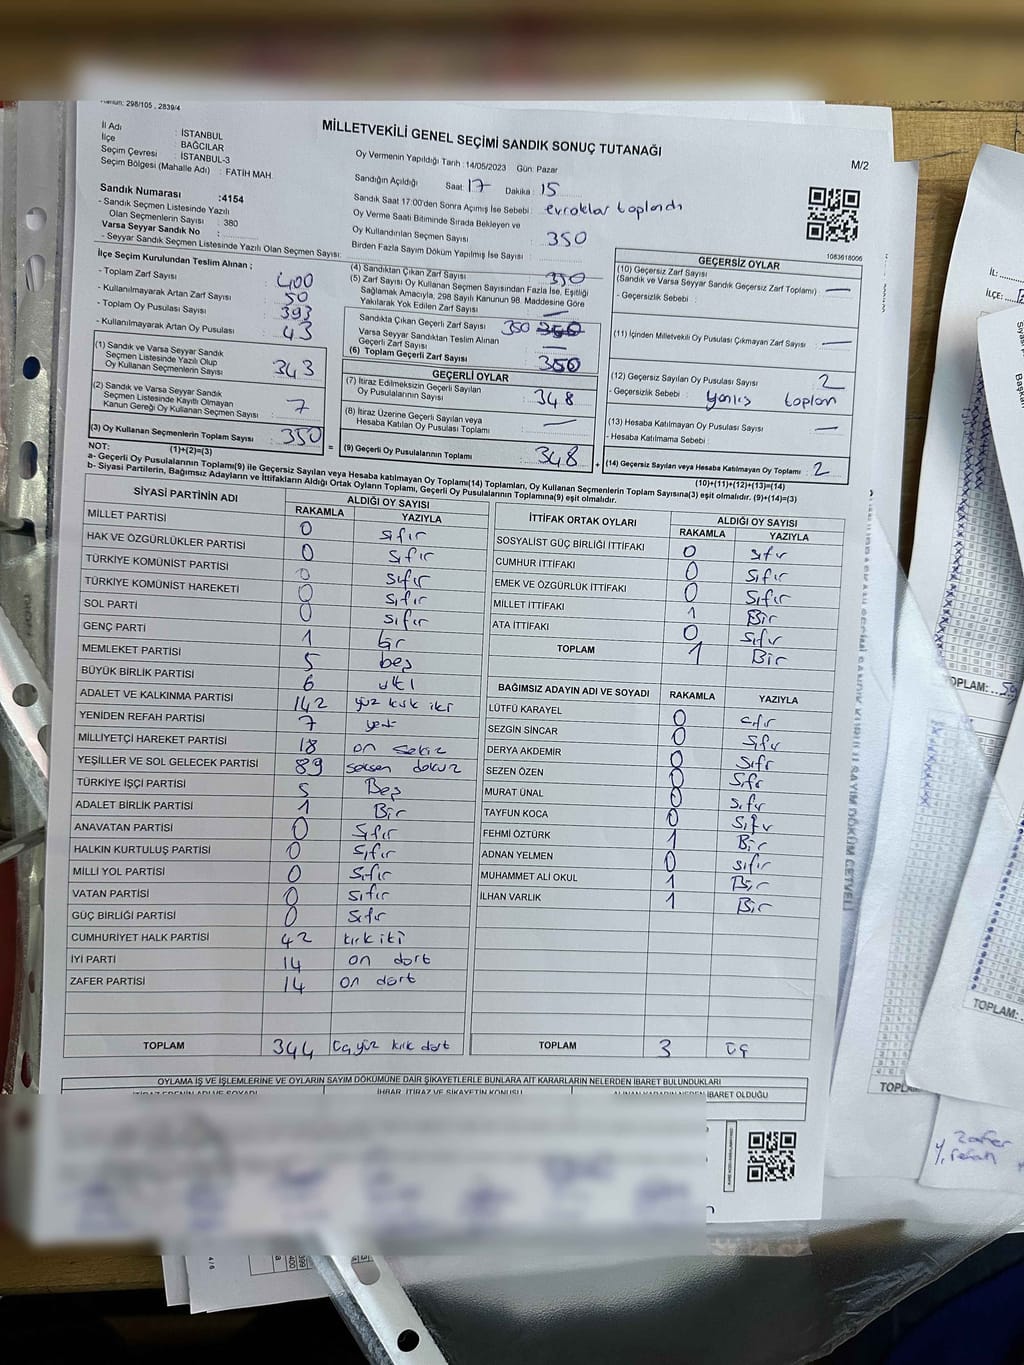 Kanun: 298/105 , 2839/4
MİLLETVEKİLİ GENEL SEÇİMİ SANDIK SONUÇ TUTANAĞI
M/2
İl Adı : İSTANBUL
İlçe : BAĞCILAR
Seçim Çevresi : İSTANBUL-3
Seçim Bölgesi (Mahalle Adı) : FATİH MAH.
Oy Vermenin Yapıldığı Tarih : 14/05/2023 Gün: Pazar
Sandığın Açıldığı Saat: 17 Dakika : 15
Sandık Saat 17:00'den Sonra Açımış İse Sebebi : evraklar toplandı
Oy Verme Saati Bitiminde Sırada Bekleyen ve
Oy Kullandırılan Seçmen Sayısı : 350
Birden Fazla Sayım Döküm Yapılmış İse Sayısı :
Sandık Numarası :4154
- Sandık Seçmen Listesinde Yazılı
Olan Seçmenlerin Sayısı : 380
Varsa Seyyar Sandık No :
- Seyyar Sandık Seçmen Listesinde Yazılı Olan Seçmen Sayısı:
1083618006
İlçe Seçim Kurulundan Teslim Alınan ;
- Toplam Zarf Sayısı : 400
- Kullanılmayarak Artan Zarf Sayısı : 50
- Toplam Oy Pusulası Sayısı : 393
- Kullanılmayarak Artan Oy Pusulası : 43
(1) Sandık ve Varsa Seyyar Sandık
Seçmen Listesinde Yazılı Olup
Oy Kullanan Seçmenlerin Sayısı : 343
(2) Sandık ve Varsa Seyyar Sandık
Seçmen Listesinde Kayıtlı Olmayan
Kanun Gereği Oy Kullanan Seçmen Sayısı : 7
(3) Oy Kullanan Seçmenlerin Toplam Sayısı : 350
(1)+(2)=(3)
(4) Sandıktan Çıkan Zarf Sayısı : 350
(5) Zarf Sayısı Oy Kullanan Seçmen Sayısından Fazla İse, Eşitliği
Sağlamak Amacıyla, 298 Sayılı Kanunun 98. Maddesine Göre
Yakılarak Yok Edilen Zarf Sayısı : —
Sandıkta Çıkan Geçerli Zarf Sayısı : 350 350
Varsa Seyyar Sandıktan Teslim Alınan
Geçerli Zarf Sayısı : —
(6) Toplam Geçerli Zarf Sayısı : 350
GEÇERLİ OYLAR
(7) İtiraz Edilmeksizin Geçerli Sayılan
Oy Pusulalarının Sayısı : 348
(8) İtiraz Üzerine Geçerli Sayılan veya
Hesaba Katılan Oy Pusulası Toplamı : —
= (9) Geçerli Oy Pusulalarının Toplamı : 348
GEÇERSİZ OYLAR
(10) Geçersiz Zarf Sayısı
(Sandık ve Varsa Seyyar Sandık Geçersiz Zarf Toplamı) : —
- Geçersizlik Sebebi :
(11) İçinden Milletvekili Oy Pusulası Çıkmayan Zarf Sayısı : —
(12) Geçersiz Sayılan Oy Pusulası Sayısı : 2
- Geçersizlik Sebebi : yanlış toplam
(13) Hesaba Katılmayan Oy Pusulası Sayısı : —
- Hesaba Katılmama Sebebi :
+ (14) Geçersiz Sayılan veya Hesaba Katılmayan Oy Toplamı : 2
(10)+(11)+(12)+(13)=(14)
NOT:
a- Geçerli Oy Pusulalarının Toplamı(9) ile Geçersiz Sayılan veya Hesaba Katılmayan Oy Toplamı(14) Toplamları, Oy Kullanan Seçmenlerin Toplam Sayısına(3) eşit olmalıdır. (9)+(14)=(3)
b- Siyasi Partilerin, Bağımsız Adayların ve İttifakların Aldığı Ortak Oyların Toplamı, Geçerli Oy Pusulalarının Toplamına(9) eşit olmalıdır.
SİYASİ PARTİNİN ADI ALDIĞI OY SAYISI
RAKAMLA YAZIYLA
MİLLET PARTİSİ 0 sıfır
HAK VE ÖZGÜRLÜKLER PARTİSİ 0 sıfır
TÜRKİYE KOMÜNİST PARTİSİ 0 sıfır
TÜRKİYE KOMÜNİST HAREKETİ 0 sıfır
SOL PARTİ 0 sıfır
GENÇ PARTİ 1 bir
MEMLEKET PARTİSİ 5 beş
BÜYÜK BİRLİK PARTİSİ 6
ADALET VE KALKINMA PARTİSİ 142 yüz kırk iki
YENİDEN REFAH PARTİSİ 7 yedi
MİLLİYETÇİ HAREKET PARTİSİ 18 on sekiz
YEŞİLLER VE SOL GELECEK PARTİSİ 89 seksen dokuz
TÜRKİYE İŞÇİ PARTİSİ 5 Beş
ADALET BİRLİK PARTİSİ 1 Bir
ANAVATAN PARTİSİ 0 Sıfır
HALKIN KURTULUŞ PARTİSİ 0 Sıfır
MİLLİ YOL PARTİSİ 0 Sıfır
VATAN PARTİSİ 0 Sıfır
GÜÇ BİRLİĞİ PARTİSİ 0 Sıfır
CUMHURİYET HALK PARTİSİ 42 kırk iki
İYİ PARTİ 14 on dört
ZAFER PARTİSİ 14 on dört
TOPLAM 344 üç yüz kırk dört
İTTİFAK ORTAK OYLARI ALDIĞI OY SAYISI
RAKAMLA YAZIYLA
SOSYALIST GÜÇ BİRLİĞİ İTTİFAKI 0 sıfır
CUMHUR İTTİFAKI 0 Sıfır
EMEK VE ÖZGÜRLÜK İTTİFAKI 0 Sıfır
MİLLET İTTİFAKI 1 Bir
ATA İTTİFAKI 0 Sıfır
TOPLAM 1 Bir
BAĞIMSIZ ADAYIN ADI VE SOYADI RAKAMLA YAZIYLA
LÜTFÜ KARAYEL 0 sıfır
SEZGİN SİNCAR 0 Sıfır
DERYA AKDEMİR 0 Sıfır
SEZEN ÖZEN 0 Sıfır
MURAT ÜNAL 0 Sıfır
TAYFUN KOCA 0 Sıfır
FEHMİ ÖZTÜRK 1 Bir
ADNAN YELMEN 0 sıfır
MUHAMMET ALİ OKUL 1 Bir
İLHAN VARLIK 1 Bir
TOPLAM 3 üç
OYLAMA İŞ VE İŞLEMLERİNE VE OYLARIN SAYIM DÖKÜMÜNE DAİR ŞİKAYETLERLE BUNLARA AİT KARARLARIN NELERDEN İBARET BULUNDUKLARI
İTİRAZ EDENİN ADI VE SOYADI İHBAR, İTİRAZ VE ŞİKAYETİN KONUSU ALINAN KARARIN NEDEN İBARET OLDUĞU
İL:
İLÇE:
TOPLAM:
TOPLAM:
zafer
y. refah